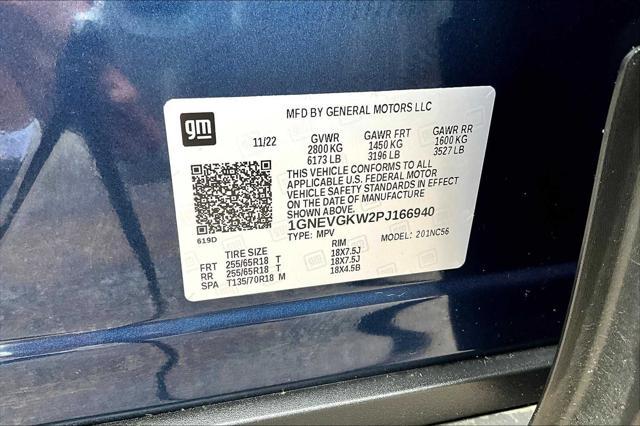 MFD BY GENERAL MOTORS LLC
gm
11/22 GVWR GAWR FRT GAWR RR
2800 KG 1450 KG 1600 KG
6173 LB 3196 LB 3527 LB
THIS VEHICLE CONFORMS TO ALL
APPLICABLE U.S. FEDERAL MOTOR
VEHICLE SAFETY STANDARDS IN EFFECT
ON THE DATE OF MANUFACTURE
SHOWN ABOVE.
1GNEVGKW2PJ166940
619D
TYPE: MPV MODEL: 201NC56
TIRE SIZE RIM
FRT 255/65R18 T 18X7.5J
RR 255/65R18 T 18X7.5J
SPA T135/70R18 M 18X4.5B